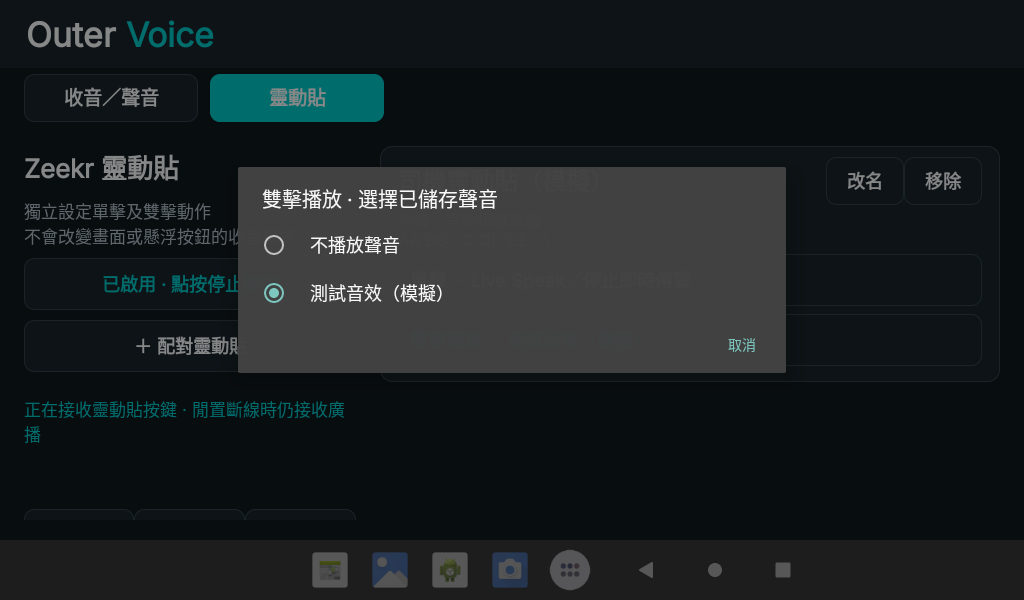 Outer Voice
收音／聲音
靈動貼
Zeekr 靈動貼
獨立設定單擊及雙擊動作
不會改變畫面或懸浮按鈕的收
已啟用 · 點按停止
＋ 配對靈動貼
正在接收靈動貼按鍵 · 閒置斷線時仍接收廣
播
改名
移除
雙擊播放 · 選擇已儲存聲音
不播放聲音
測試音效（模擬）
取消